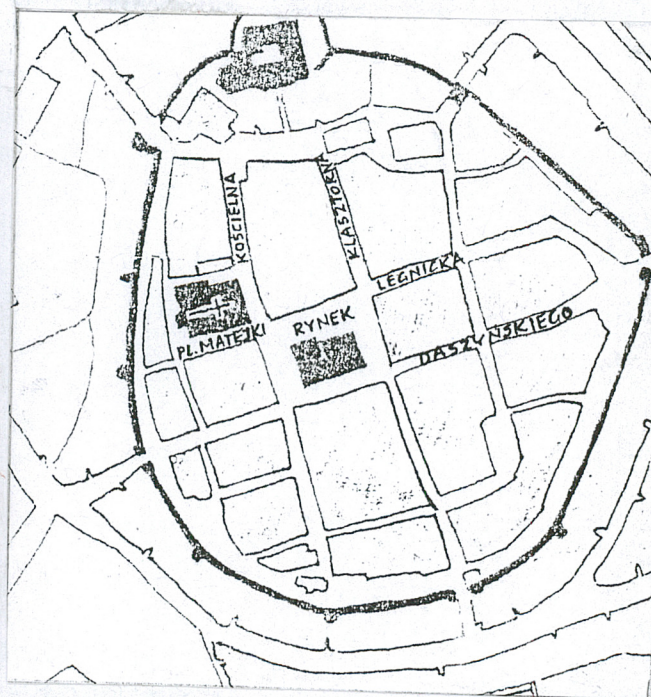 KOŚCIELNA
KLASZTORNA
LEGNICKA
RYNEK
PL. MATEJKI
DASZYŃSKIEGO